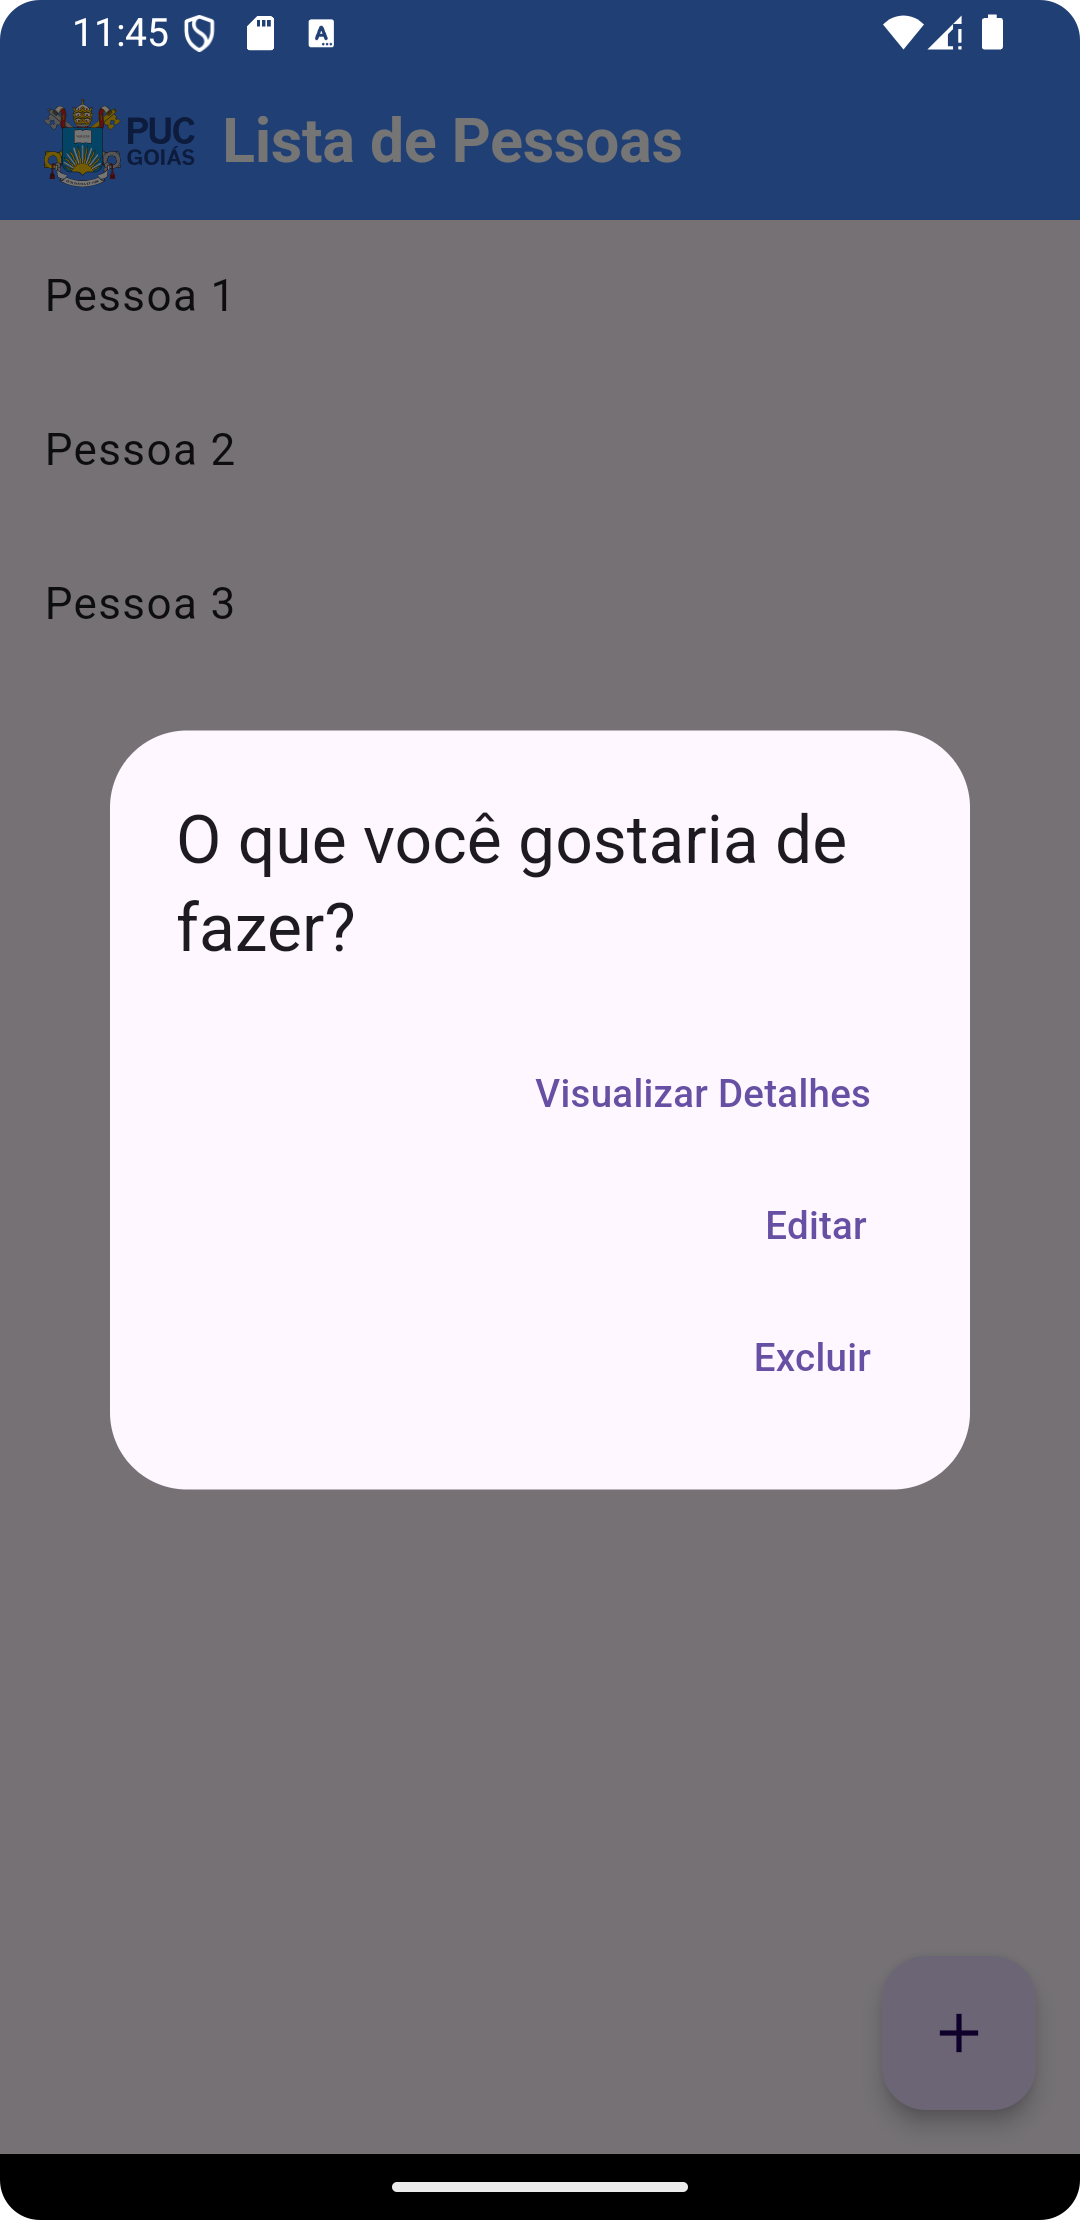 11:45
PUC
GOIÁS
Lista de Pessoas
Pessoa 1
Pessoa 2
Pessoa 3
O que você gostaria de
fazer?
Visualizar Detalhes
Editar
Excluir